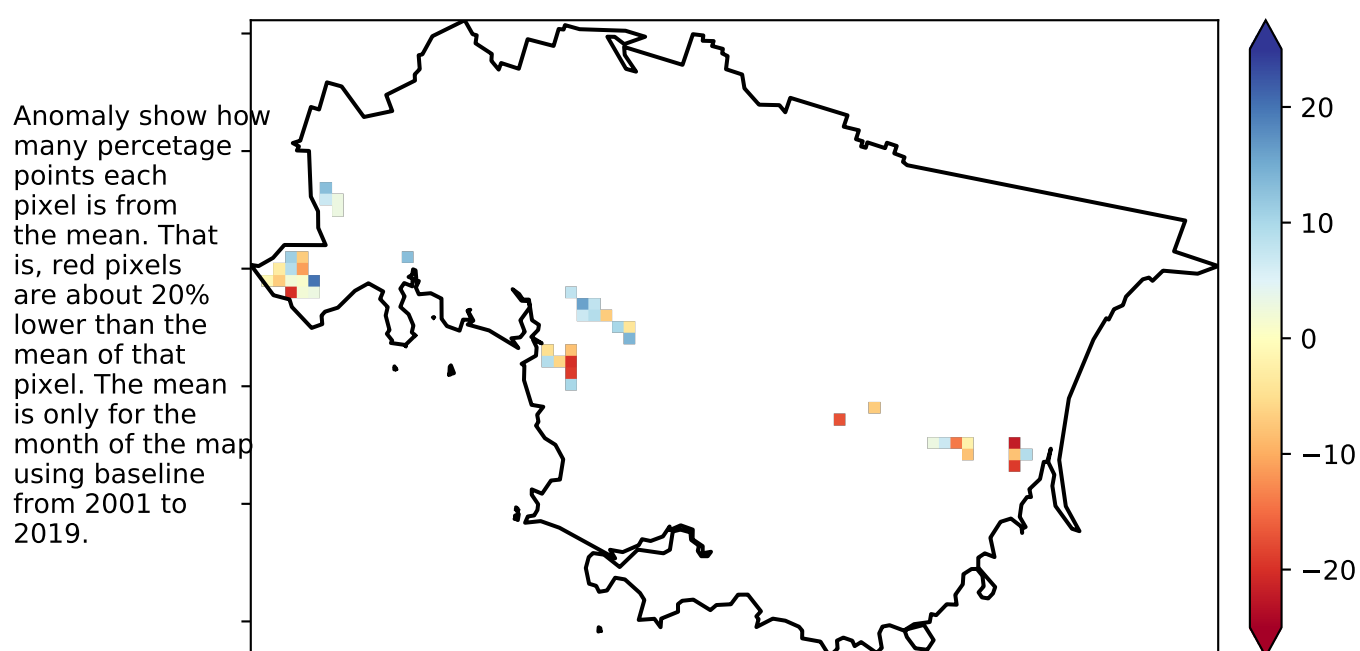 Anomaly show how
many percetage
points each
pixel is from
the mean. That
is, red pixels
are about 20%
lower than the
mean of that
pixel. The mean
is only for the
month of the map
using baseline
from 2001 to
2019.
20
10
0
−10
−20